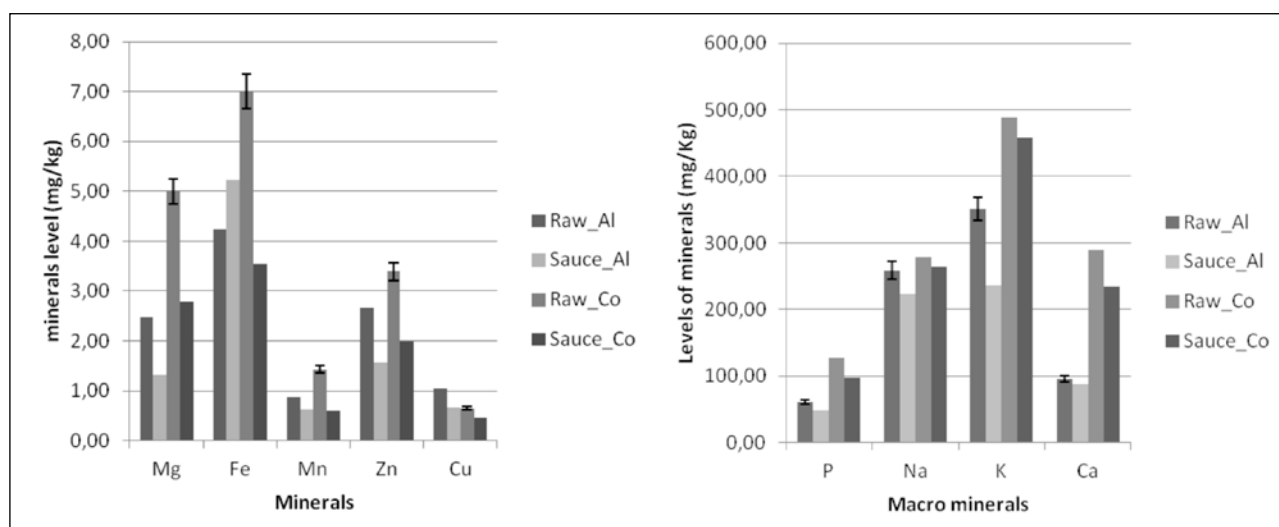 minerals level (mg/kg)
8,00
7,00
6,00
5,00
4,00
3,00
2,00
1,00
0,00
Mg Fe Mn Zn Cu
Minerals
Raw_Al
Sauce_Al
Raw_Co
Sauce_Co
Levels of minerals (mg/Kg)
600,00
500,00
400,00
300,00
200,00
100,00
0,00
P Na K Ca
Macro minerals
Raw_Al
Sauce_Al
Raw_Co
Sauce_Co